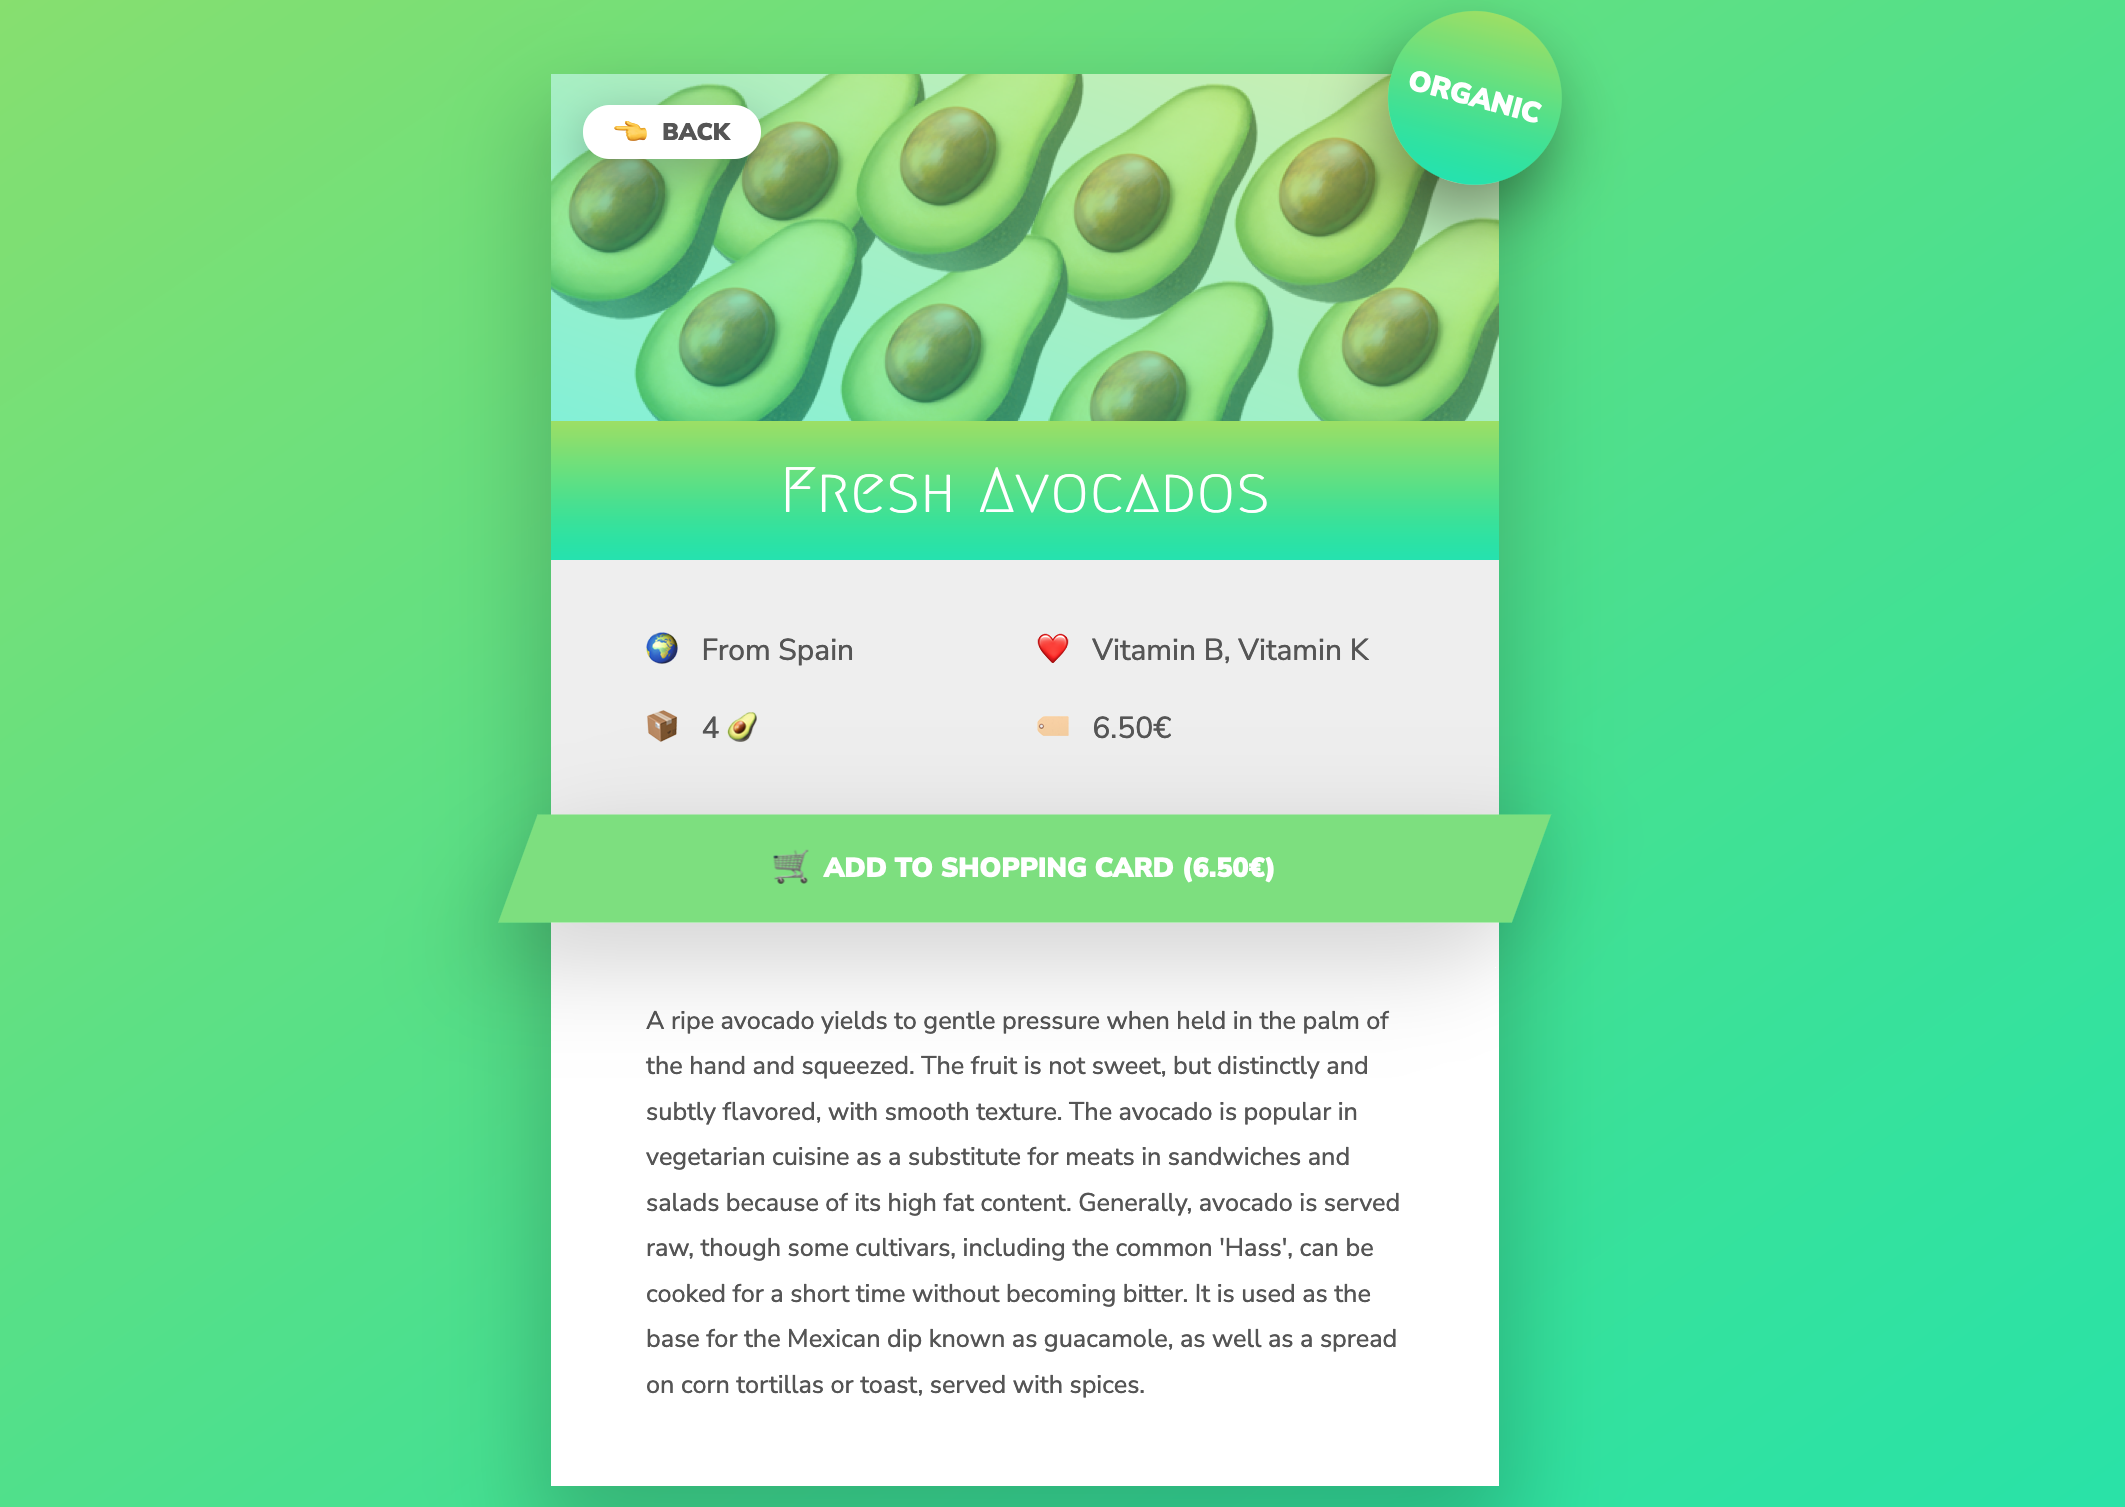 ORGANIC
👈 BACK
Fresh Avocados
🌍 From Spain
❤️ Vitamin B, Vitamin K
📦 4 🥑
🏷️ 6.50€
🛒 ADD TO SHOPPING CARD (6.50€)
A ripe avocado yields to gentle pressure when held in the palm of
the hand and squeezed. The fruit is not sweet, but distinctly and
subtly flavored, with smooth texture. The avocado is popular in
vegetarian cuisine as a substitute for meats in sandwiches and
salads because of its high fat content. Generally, avocado is served
raw, though some cultivars, including the common 'Hass', can be
cooked for a short time without becoming bitter. It is used as the
base for the Mexican dip known as guacamole, as well as a spread
on corn tortillas or toast, served with spices.